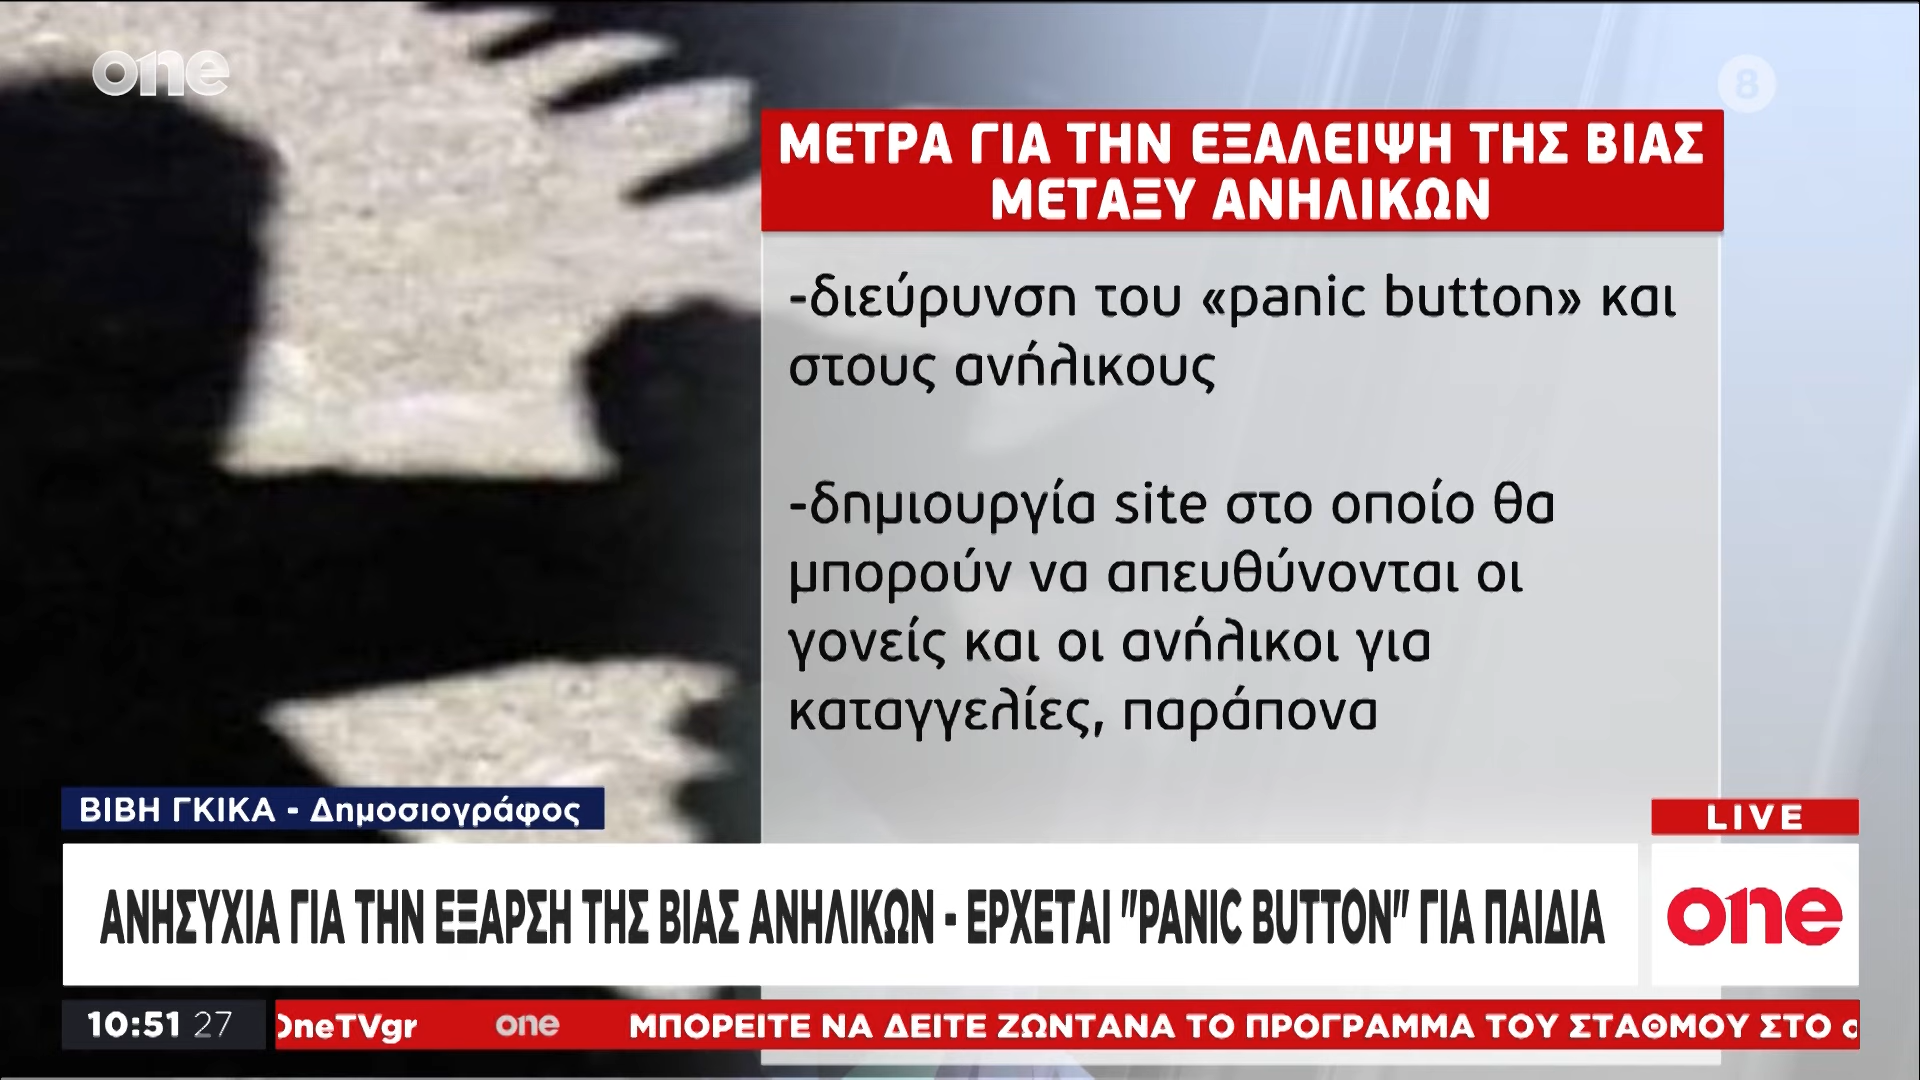 one
8
ΜΕΤΡΑ ΓΙΑ ΤΗΝ ΕΞΑΛΕΙΨΗ ΤΗΣ ΒΙΑΣ
ΜΕΤΑΞΥ ΑΝΗΛΙΚΩΝ
-διεύρυνση του «panic button» και
στους ανήλικους
-δημιουργία site στο οποίο θα
μπορούν να απευθύνονται οι
γονείς και οι ανήλικοι για
καταγγελίες, παράπονα
ΒΙΒΗ ΓΚΙΚΑ - Δημοσιογράφος
LIVE
ΑΝΗΣΥΧΙΑ ΓΙΑ ΤΗΝ ΕΞΑΡΣΗ ΤΗΣ ΒΙΑΣ ΑΝΗΛΙΚΩΝ - ΕΡΧΕΤΑΙ "PANIC BUTTON" ΓΙΑ ΠΑΙΔΙΑ
one
10:51 27
OneTVgr one ΜΠΟΡΕΙΤΕ ΝΑ ΔΕΙΤΕ ΖΩΝΤΑΝΑ ΤΟ ΠΡΟΓΡΑΜΜΑ ΤΟΥ ΣΤΑΘΜΟΥ ΣΤΟ